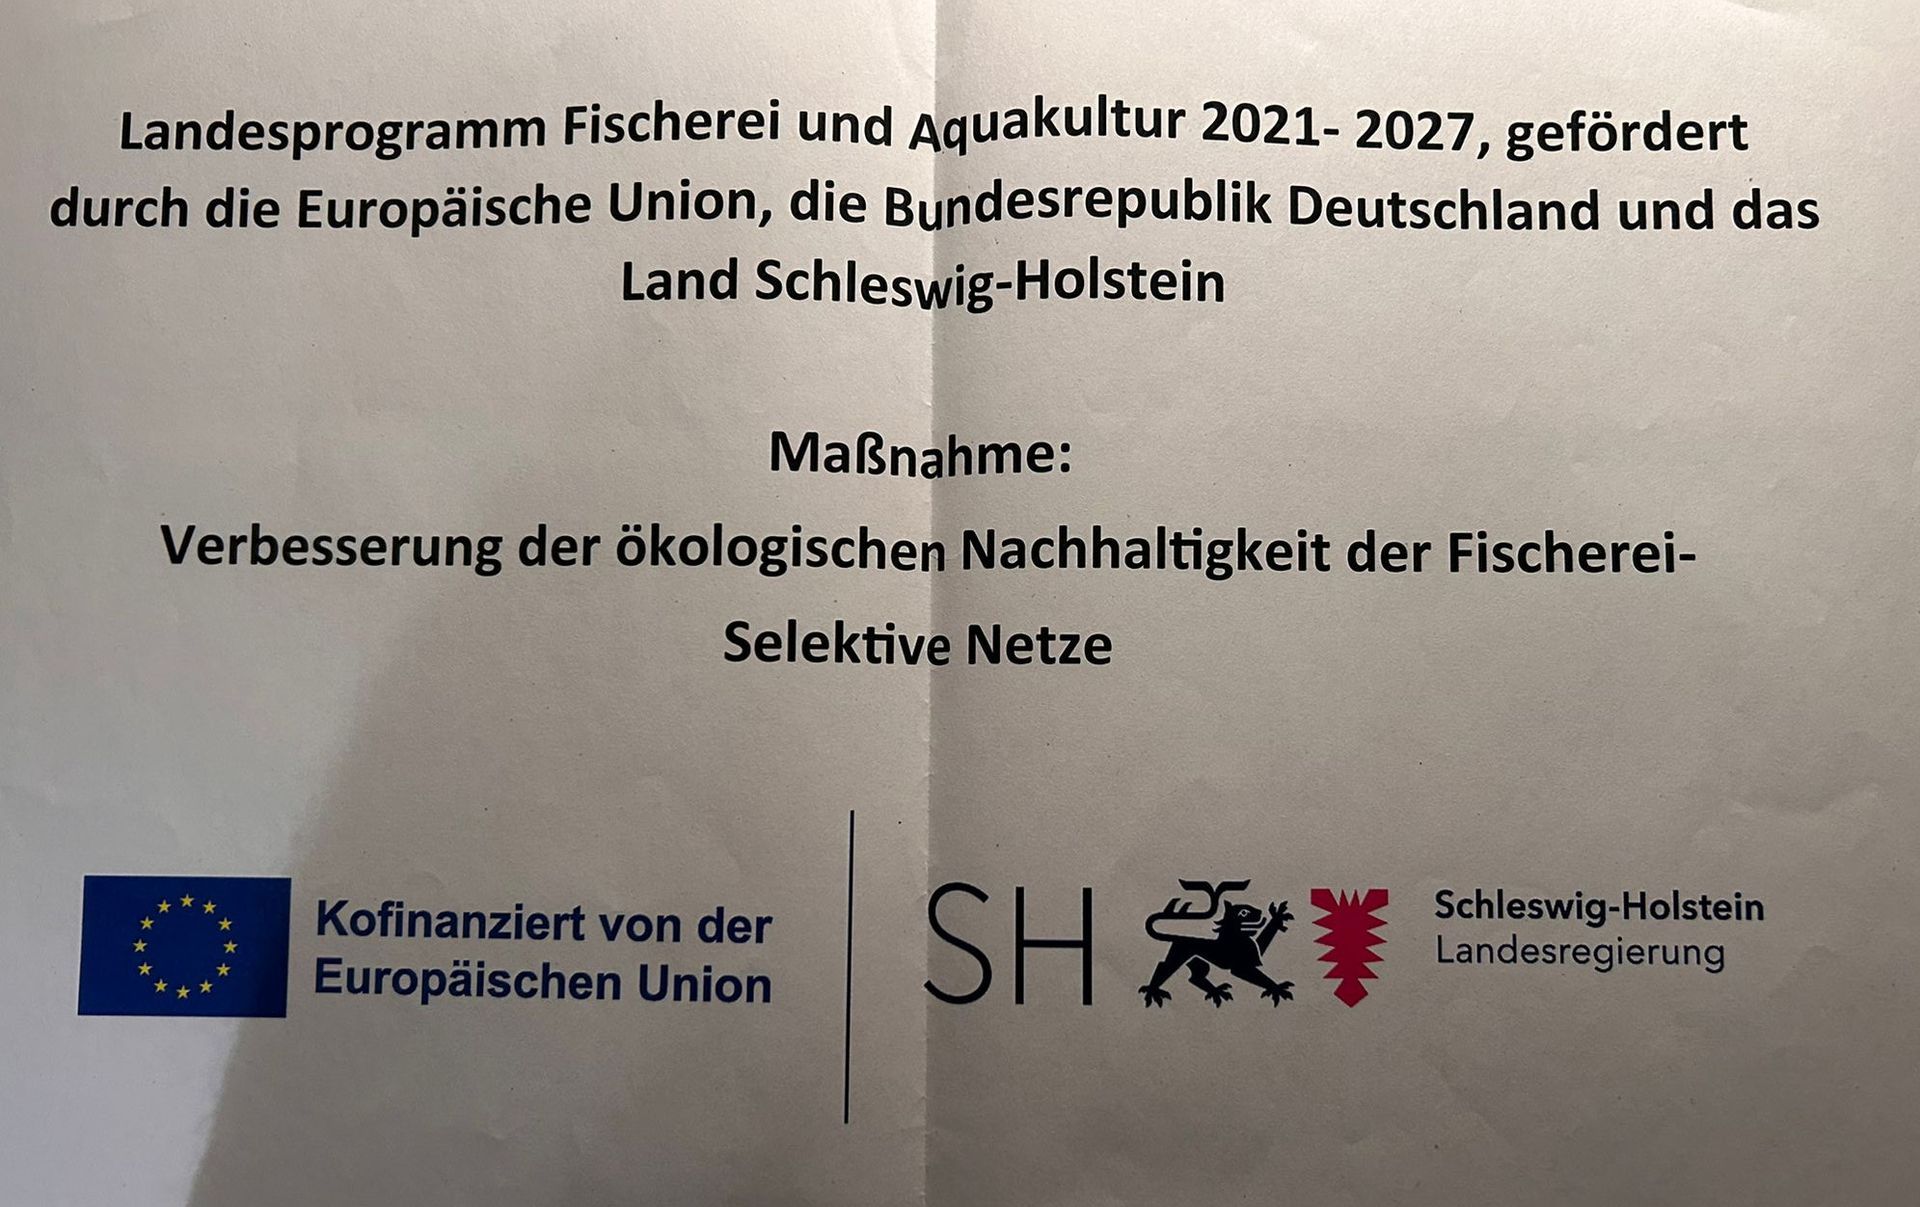 Landesprogramm Fischerei und Aquakultur 2021- 2027, gefördert
durch die Europäische Union, die Bundesrepublik Deutschland und das
Land Schleswig-Holstein
Maßnahme:
Verbesserung der ökologischen Nachhaltigkeit der Fischerei-
Selektive Netze
Kofinanziert von der
Europäischen Union
SH
Schleswig-Holstein
Landesregierung